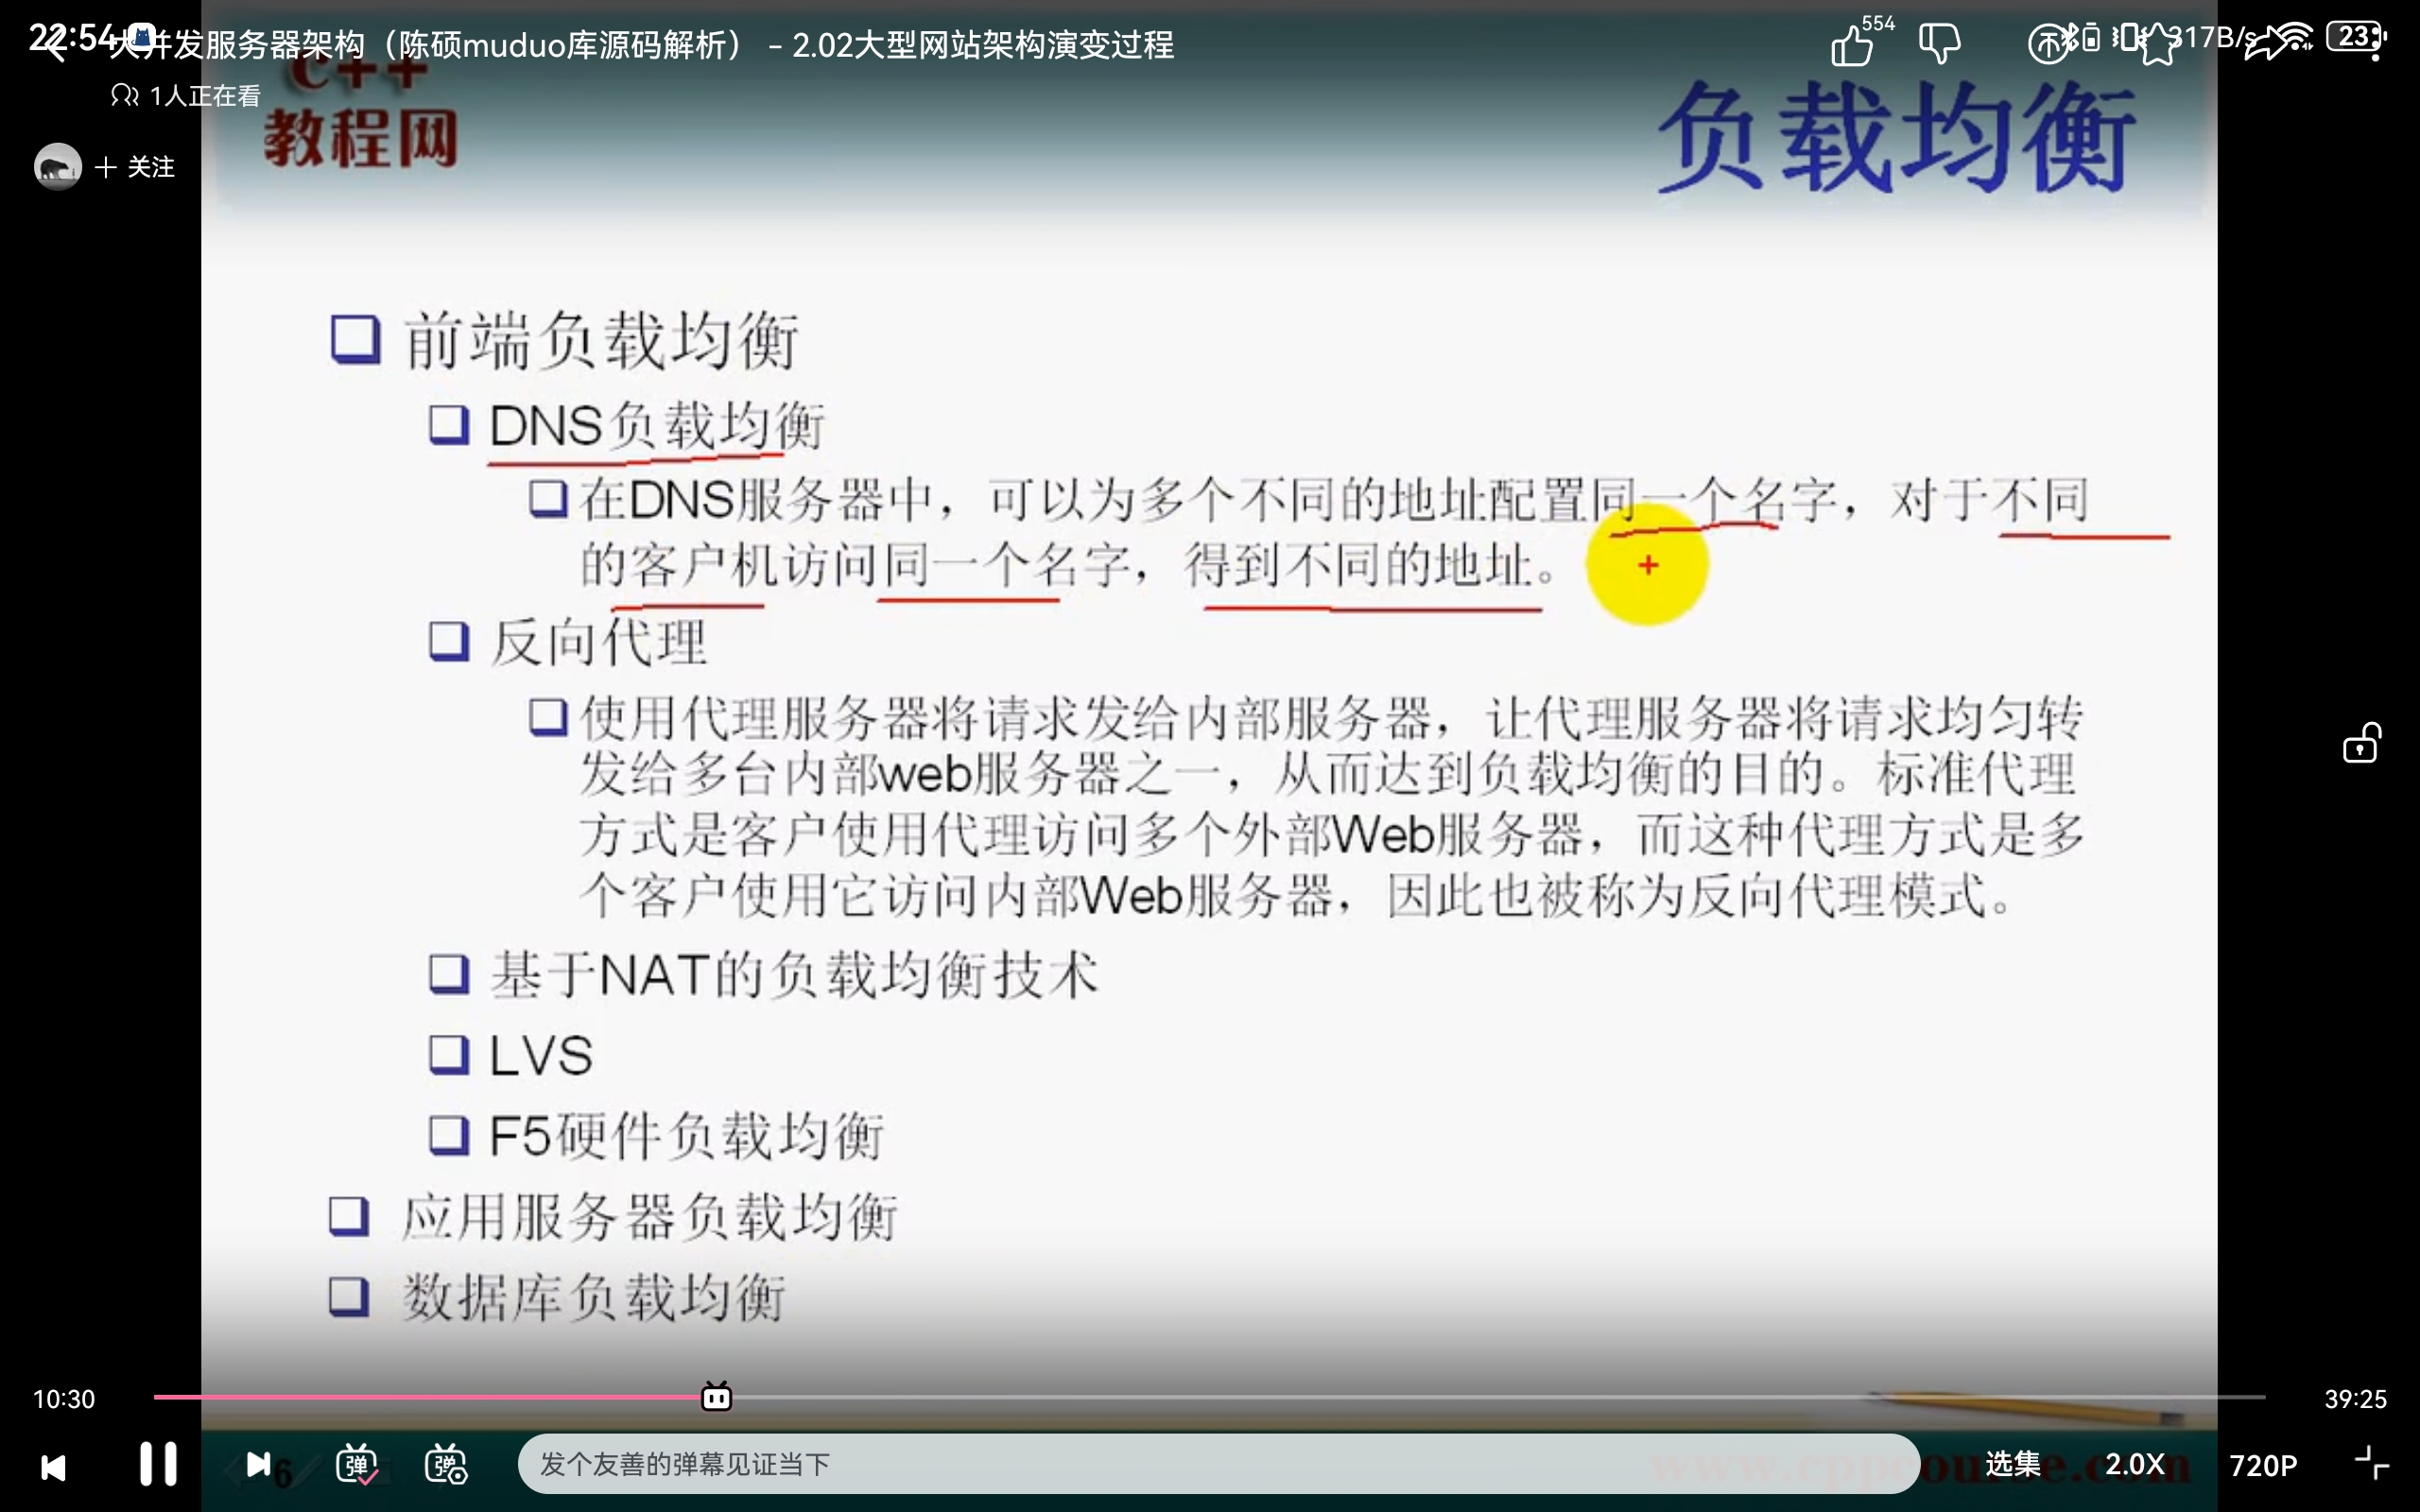 22:54
大并发服务器架构（陈硕muduo库源码解析） - 2.02大型网站架构演变过程
554
317B/s
23
1人正在看
C++
教程网
负载均衡
+ 关注
前端负载均衡
DNS负载均衡
在DNS服务器中，可以为多个不同的地址配置同一个名字，对于不同
的客户机访问同一个名字，得到不同的地址。
反向代理
使用代理服务器将请求发给内部服务器，让代理服务器将请求均匀转
发给多台内部web服务器之一，从而达到负载均衡的目的。标准代理
方式是客户使用代理访问多个外部Web服务器，而这种代理方式是多
个客户使用它访问内部Web服务器，因此也被称为反向代理模式。
基于NAT的负载均衡技术
LVS
F5硬件负载均衡
应用服务器负载均衡
数据库负载均衡
10:30
39:25
6
弹
弹
发个友善的弹幕见证当下
www.cppcourse.com
选集
2.0X
720P